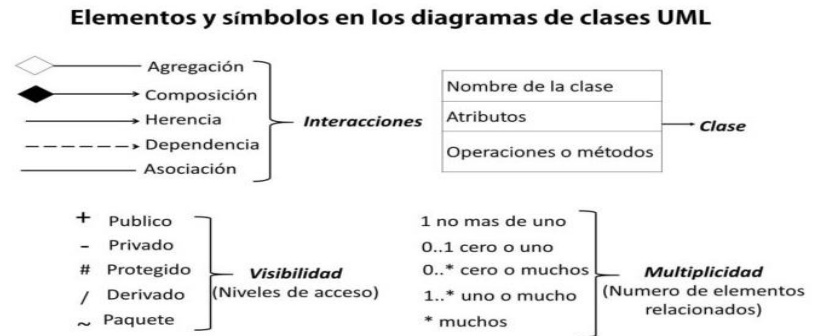 Elementos y símbolos en los diagramas de clases UML
Agregación
Composición
Herencia
Dependencia
Asociación
Interacciones
Nombre de la clase
Atributos
Operaciones o métodos
Clase
+ Publico
- Privado
# Protegido
/ Derivado
~ Paquete
Visibilidad
(Niveles de acceso)
1 no mas de uno
0..1 cero o uno
0..* cero o muchos
1..* uno o mucho
* muchos
Multiplicidad
(Numero de elementos
relacionados)